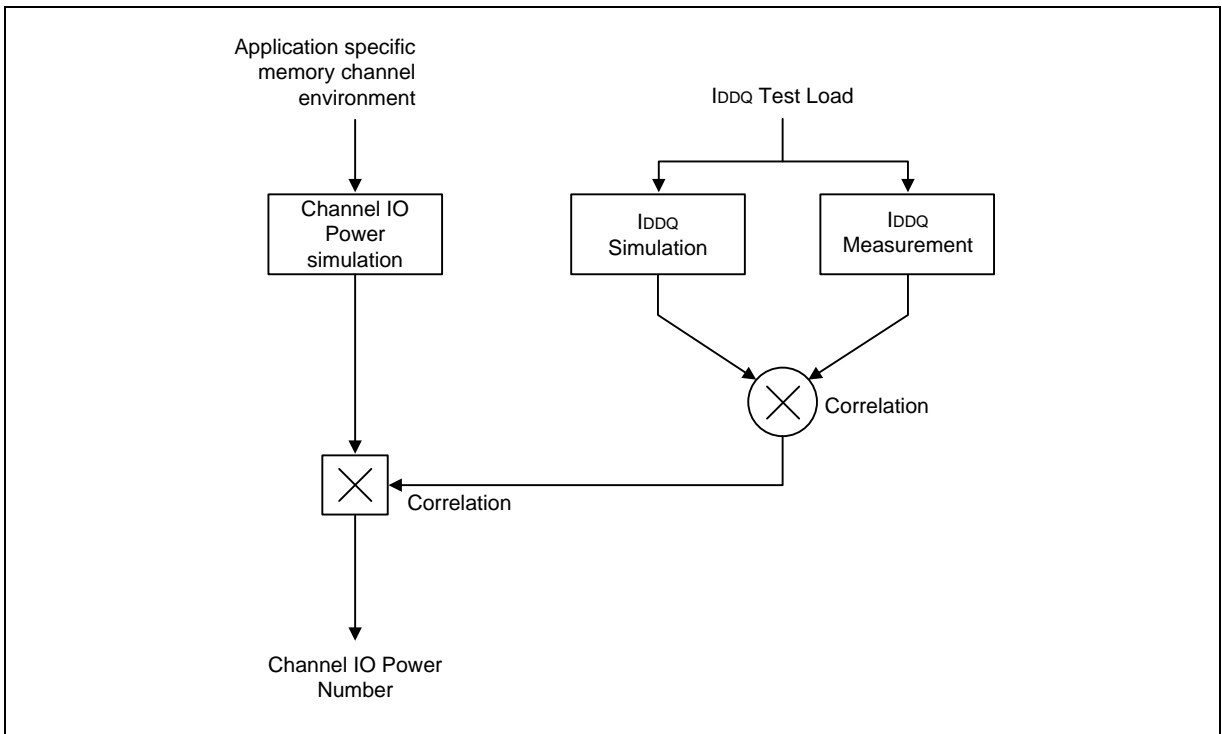 Application specific
memory channel
environment
IDDQ Test Load
Channel IO
Power
simulation
IDDQ
Simulation
IDDQ
Measurement
Correlation
Correlation
Channel IO Power
Number